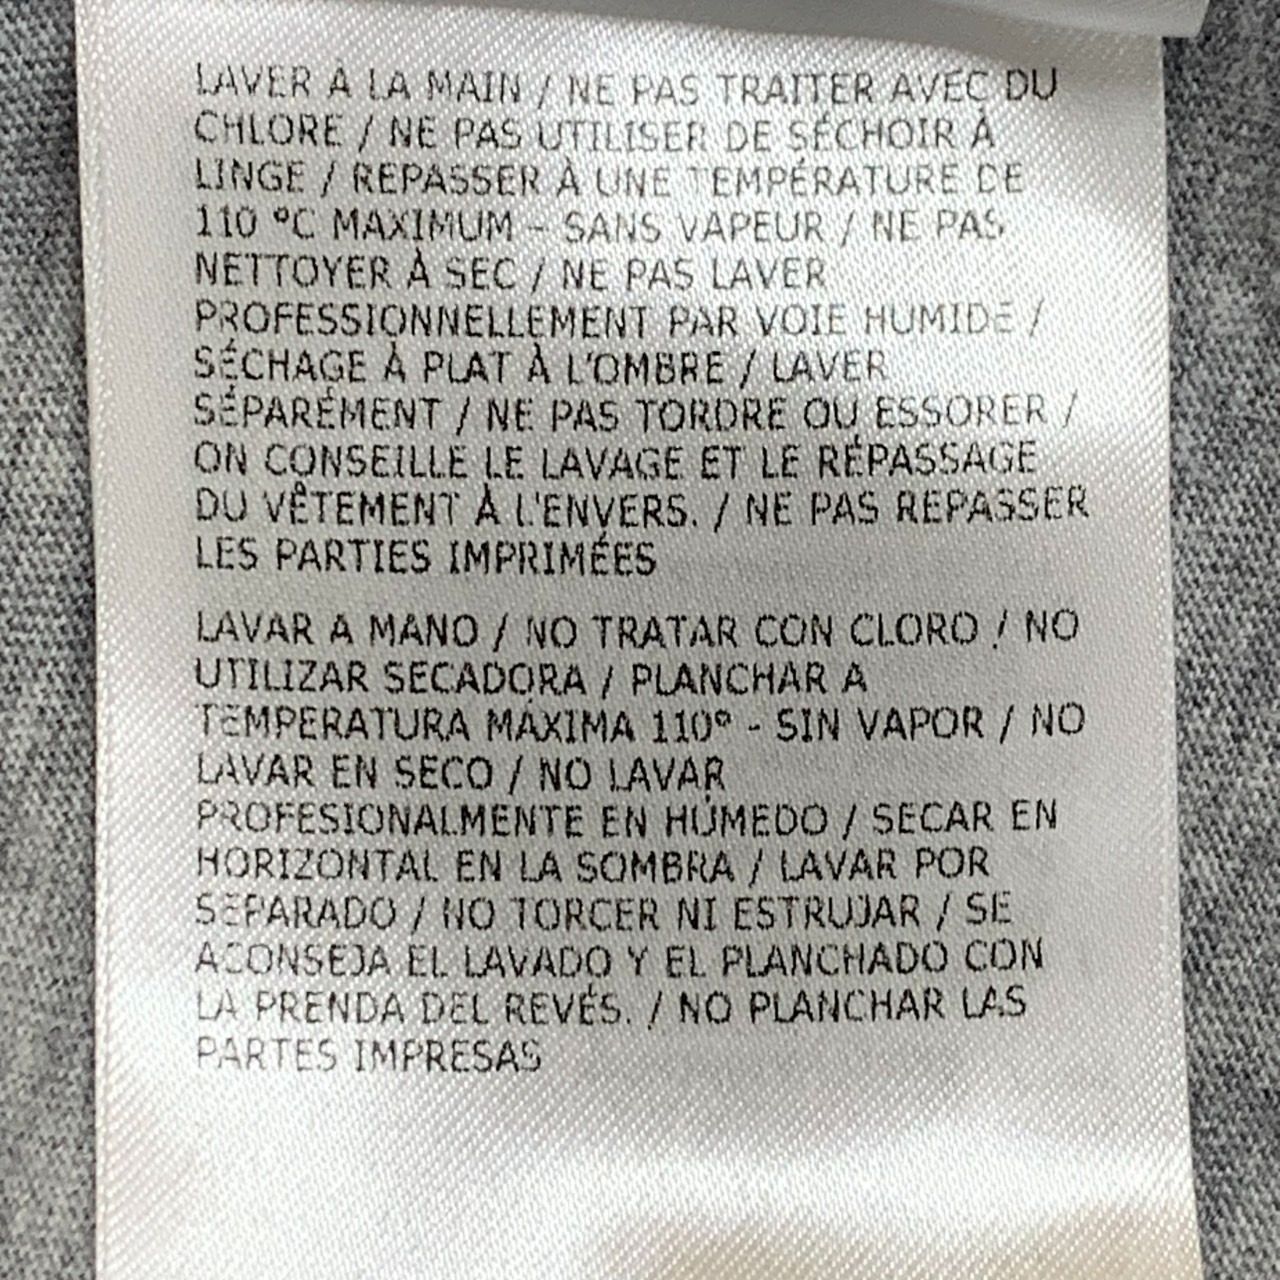 LAVER A LA MAIN / NE PAS TRAITER AVEC DU
CHLORE / NE PAS UTILISER DE SÉCHOIR À
LINGE / REPASSER À UNE TEMPÉRATURE DE
110 °C MAXIMUM - SANS VAPEUR / NE PAS
NETTOYER À SEC / NE PAS LAVER
PROFESSIONNELLEMENT PAR VOIE HUMIDE /
SÉCHAGE À PLAT À L'OMBRE / LAVER
SÉPARÉMENT / NE PAS TORDRE OU ESSORER /
ON CONSEILLE LE LAVAGE ET LE RÉPASSAGE
DU VÊTEMENT À L'ENVERS. / NE PAS REPASSER
LES PARTIES IMPRIMÉES
LAVAR A MANO / NO TRATAR CON CLORO / NO
UTILIZAR SECADORA / PLANCHAR A
TEMPERATURA MÁXIMA 110° - SIN VAPOR / NO
LAVAR EN SECO / NO LAVAR
PROFESIONALMENTE EN HÚMEDO / SECAR EN
HORIZONTAL EN LA SOMBRA / LAVAR POR
SEPARADO / NO TORCER NI ESTRUJAR / SE
ACONSEJA EL LAVADO Y EL PLANCHADO CON
LA PRENDA DEL REVÉS. / NO PLANCHAR LAS
PARTES IMPRESAS